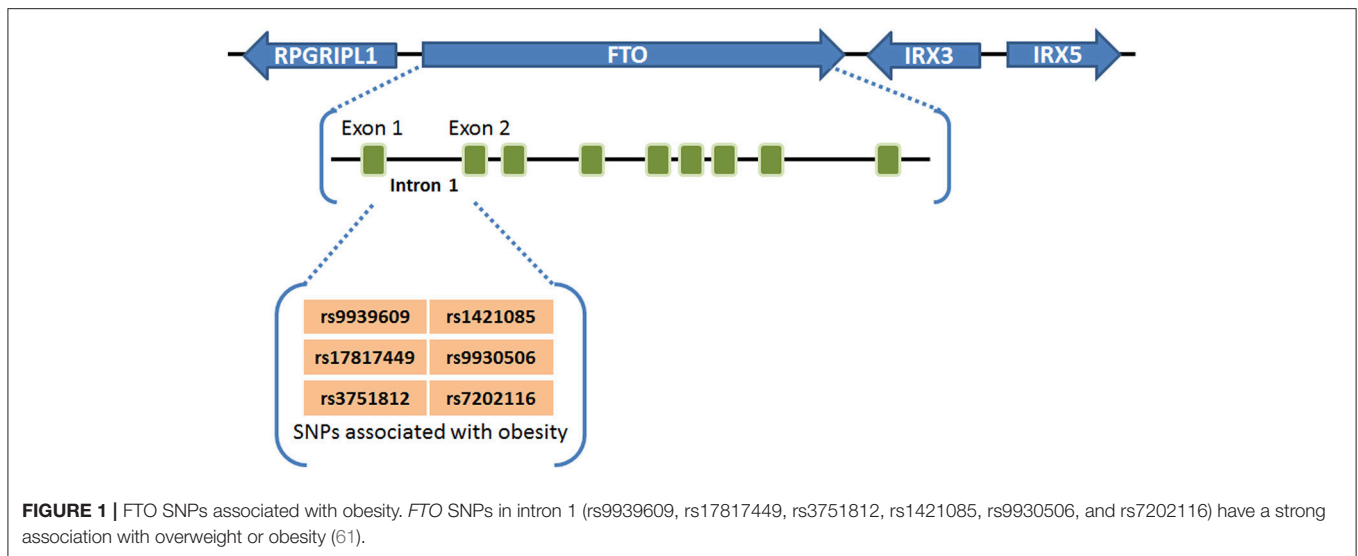 RPGRIPL1 FTO IRX3 IRX5
Exon 1 Exon 2
Intron 1
rs9939609 rs1421085
rs17817449 rs9930506
rs3751812 rs7202116
SNPs associated with obesity
FIGURE 1 | FTO SNPs associated with obesity. FTO SNPs in intron 1 (rs9939609, rs17817449, rs3751812, rs1421085, rs9930506, and rs7202116) have a strong
association with overweight or obesity (61).